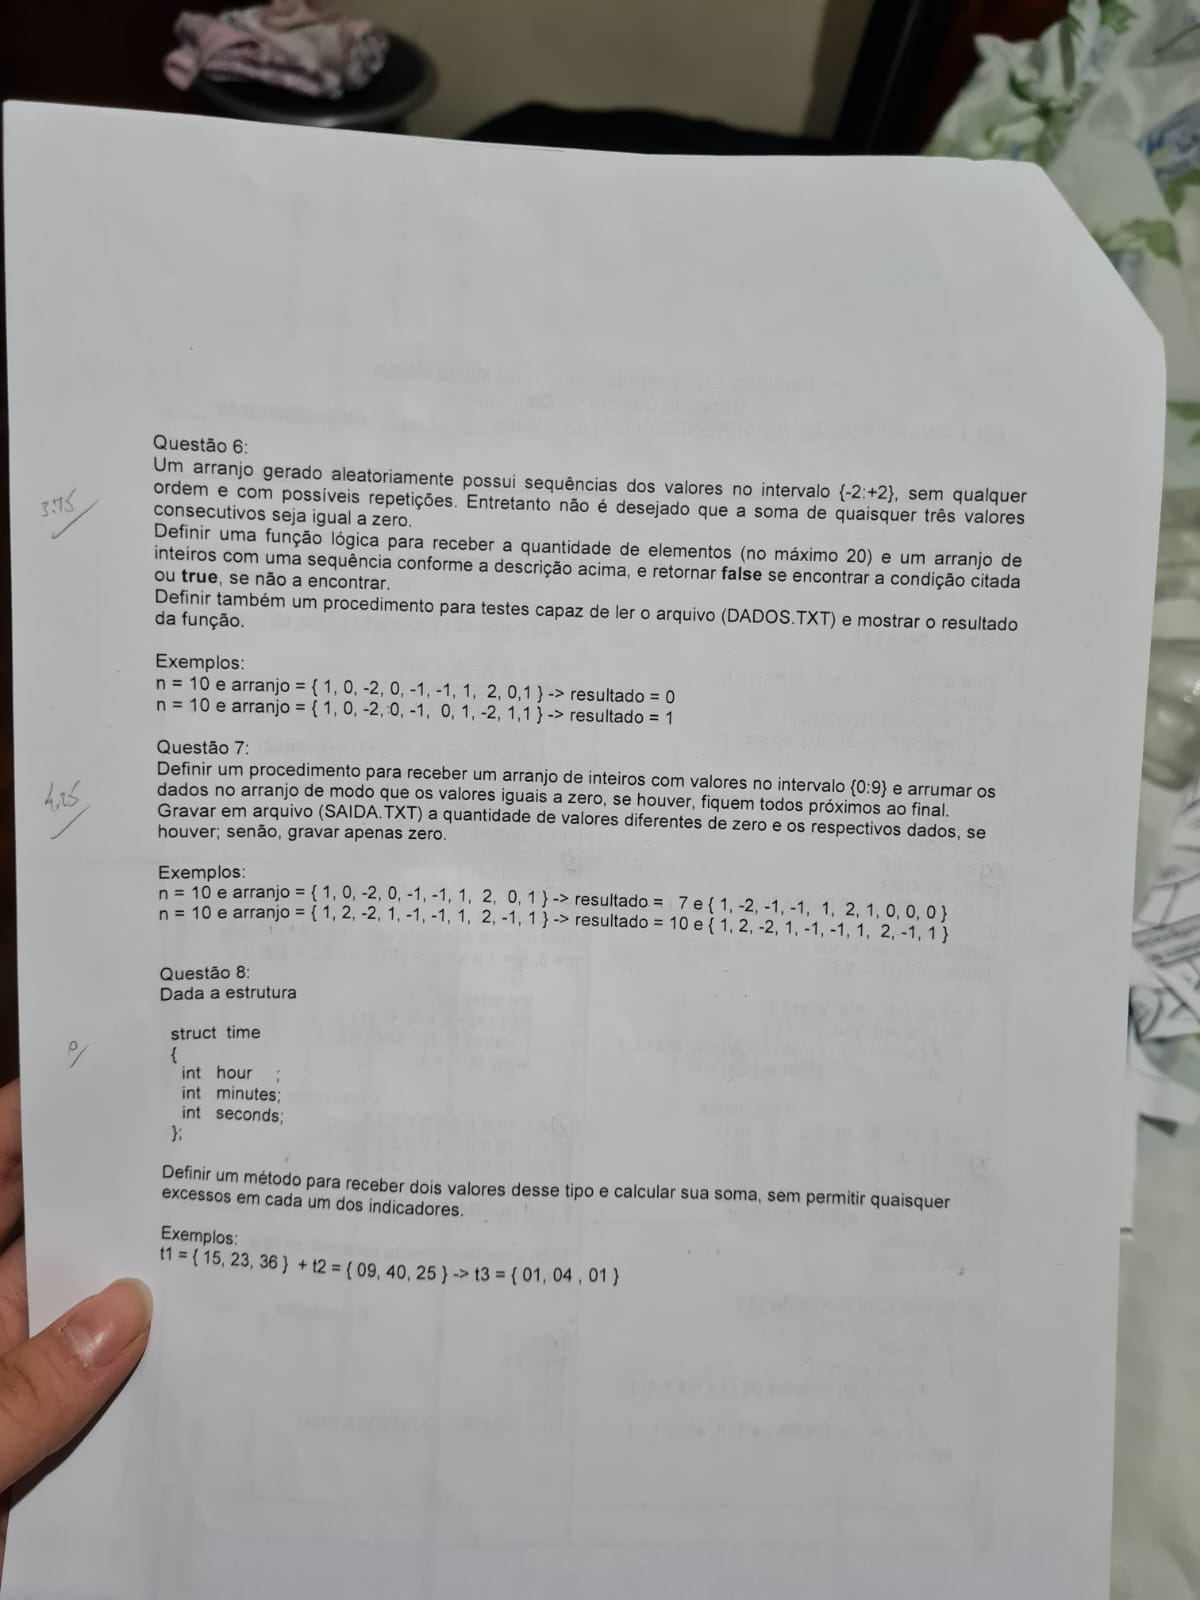 Questão 6:
Um arranjo gerado aleatoriamente possui sequências dos valores no intervalo {-2:+2}, sem qualquer
ordem e com possíveis repetições. Entretanto não é desejado que a soma de quaisquer três valores
consecutivos seja igual a zero.
3.75
Definir uma função lógica para receber a quantidade de elementos (no máximo 20) e um arranjo de
inteiros com uma sequência conforme a descrição acima, e retornar false se encontrar a condição citada
ou true, se não a encontrar.
Definir também um procedimento para testes capaz de ler o arquivo (DADOS.TXT) e mostrar o resultado
da função.
Exemplos:
n = 10 e arranjo = { 1, 0, -2, 0, -1, -1, 1, 2, 0,1 } -> resultado = 0
n = 10 e arranjo = { 1, 0, -2, 0, -1, 0, 1, -2, 1,1 } -> resultado = 1
Questão 7:
Definir um procedimento para receber um arranjo de inteiros com valores no intervalo {0:9} e arrumar os
4,25
dados no arranjo de modo que os valores iguais a zero, se houver, fiquem todos próximos ao final.
Gravar em arquivo (SAIDA.TXT) a quantidade de valores diferentes de zero e os respectivos dados, se
houver; senão, gravar apenas zero.
Exemplos:
n = 10 e arranjo = { 1, 0, -2, 0, -1, -1, 1, 2, 0, 1 } -> resultado = 7 e { 1, -2, -1, -1, 1, 2, 1, 0, 0, 0 }
n = 10 e arranjo = { 1, 2, -2, 1, -1, -1, 1, 2, -1, 1 } -> resultado = 10 e { 1, 2, -2, 1, -1, -1, 1, 2, -1, 1 }
Questão 8:
Dada a estrutura
struct time
{
int hour ;
int minutes;
int seconds;
};
Definir um método para receber dois valores desse tipo e calcular sua soma, sem permitir quaisquer
excessos em cada um dos indicadores.
Exemplos:
t1 = { 15, 23, 36 } + t2 = { 09, 40, 25 } -> t3 = { 01, 04 , 01 }